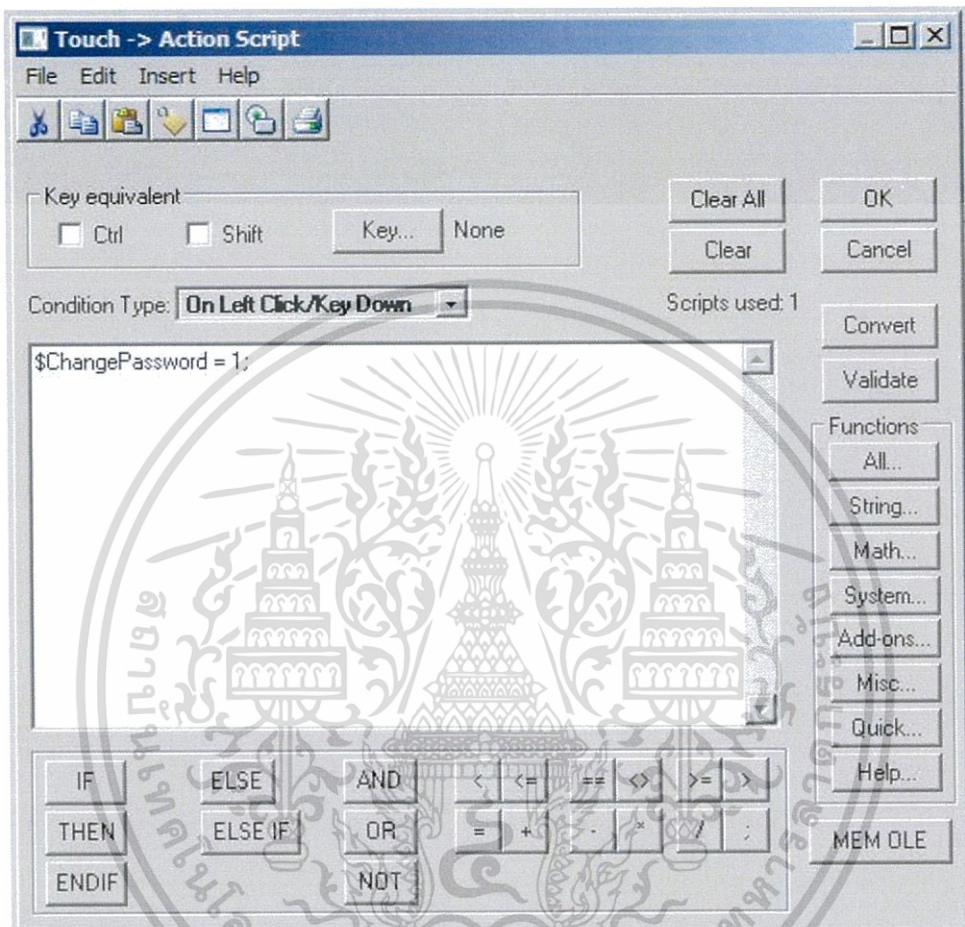 Touch -> Action Script
File Edit Insert Help
Key equivalent
Ctrl Shift Key... None
Clear All
OK
Clear
Cancel
Condition Type: On Left Click/Key Down
Scripts used: 1
Convert
$ChangePassword = 1;
Validate
Functions
All...
String...
Math...
System...
Add-ons...
Misc...
Quick...
Help...
IF ELSE AND < <= == <> >= >
THEN ELSE IF OR = + - * / ;
ENDIF NOT
MEM OLE